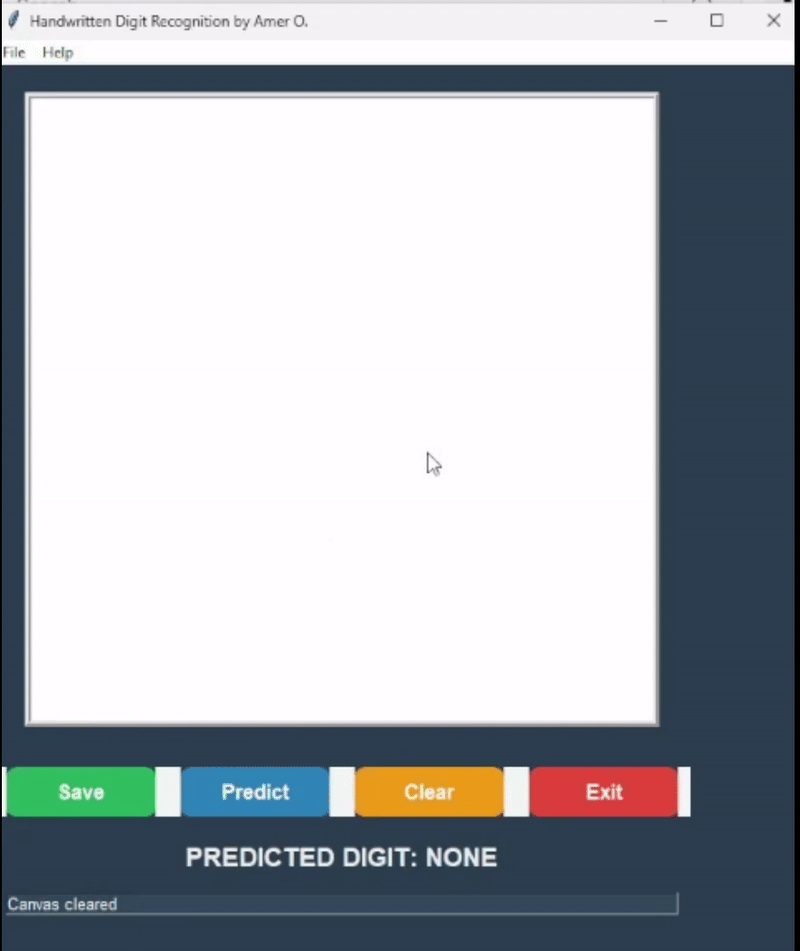 Handwritten Digit Recognition by Amer O.
File Help
Save Predict Clear Exit
PREDICTED DIGIT: NONE
Canvas cleared